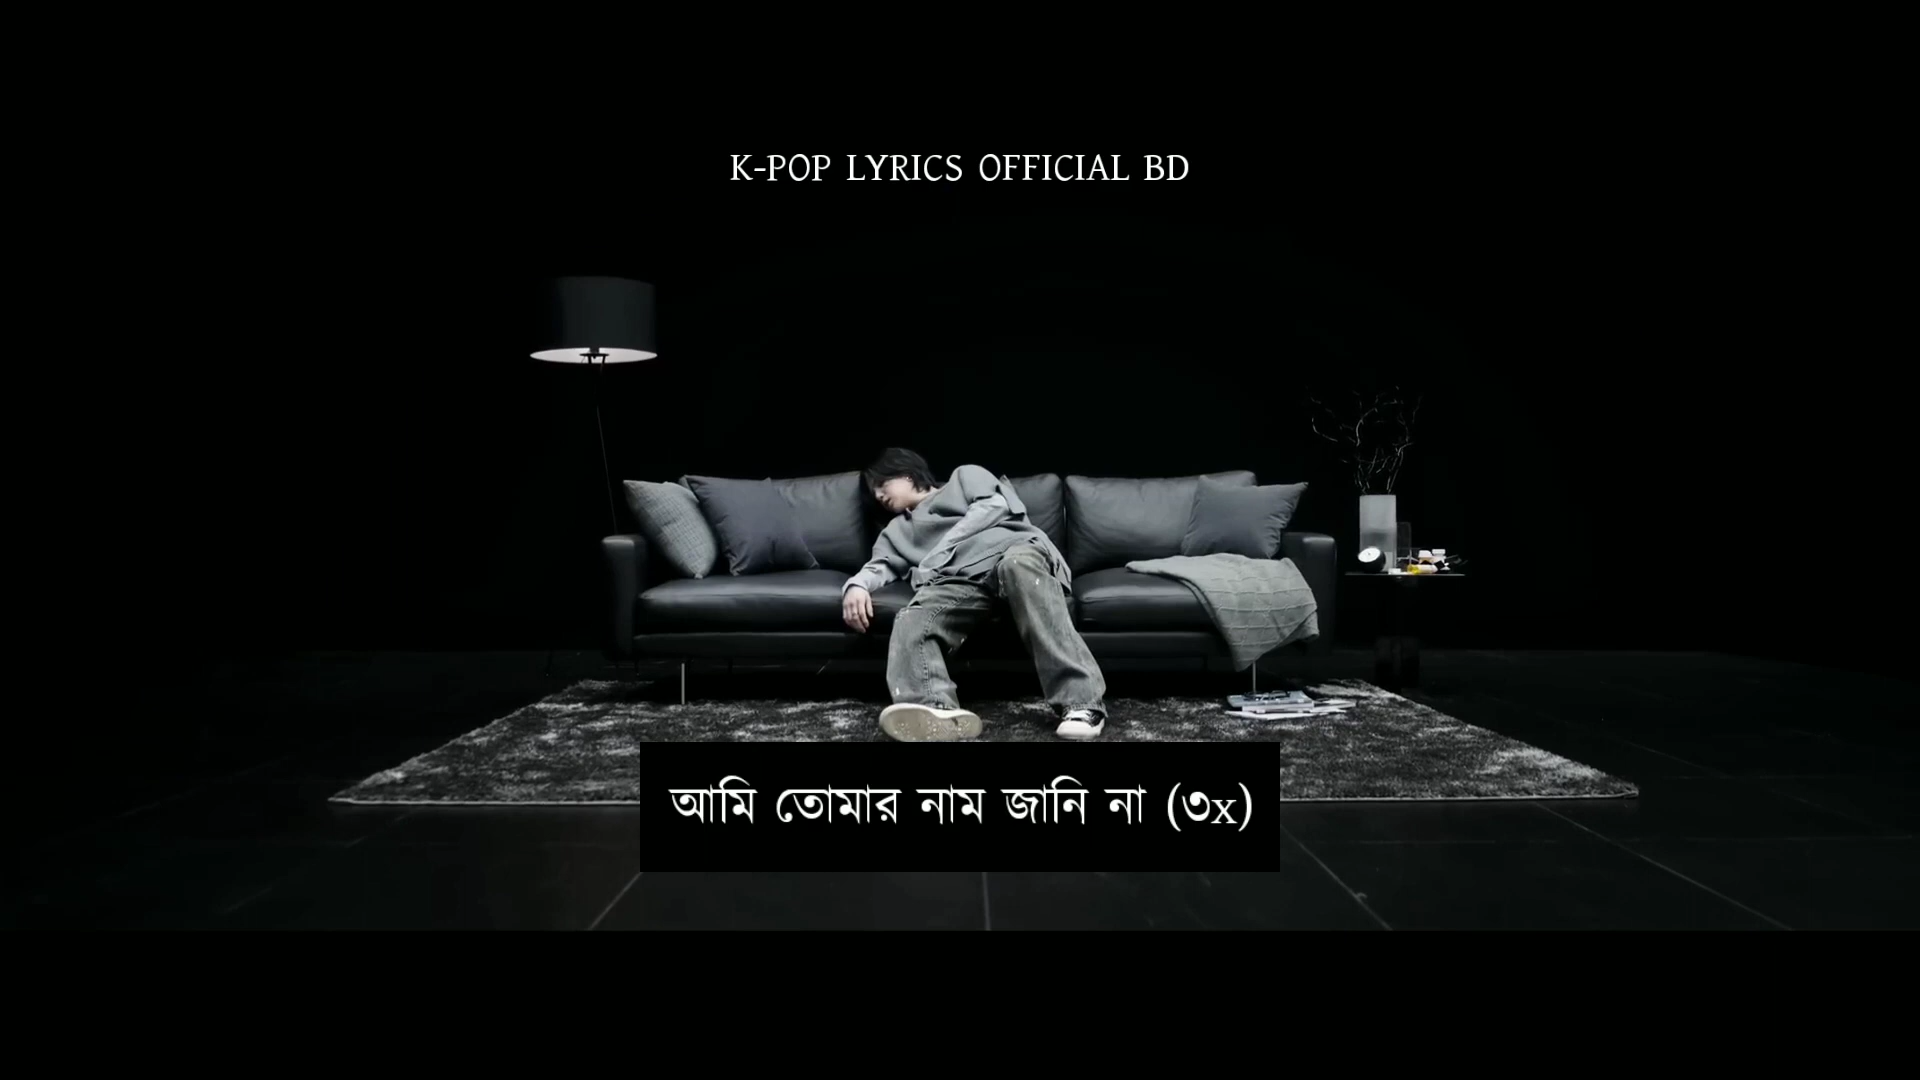 K-POP LYRICS OFFICIAL BD
আমি তোমার নাম জানি না (৩x)